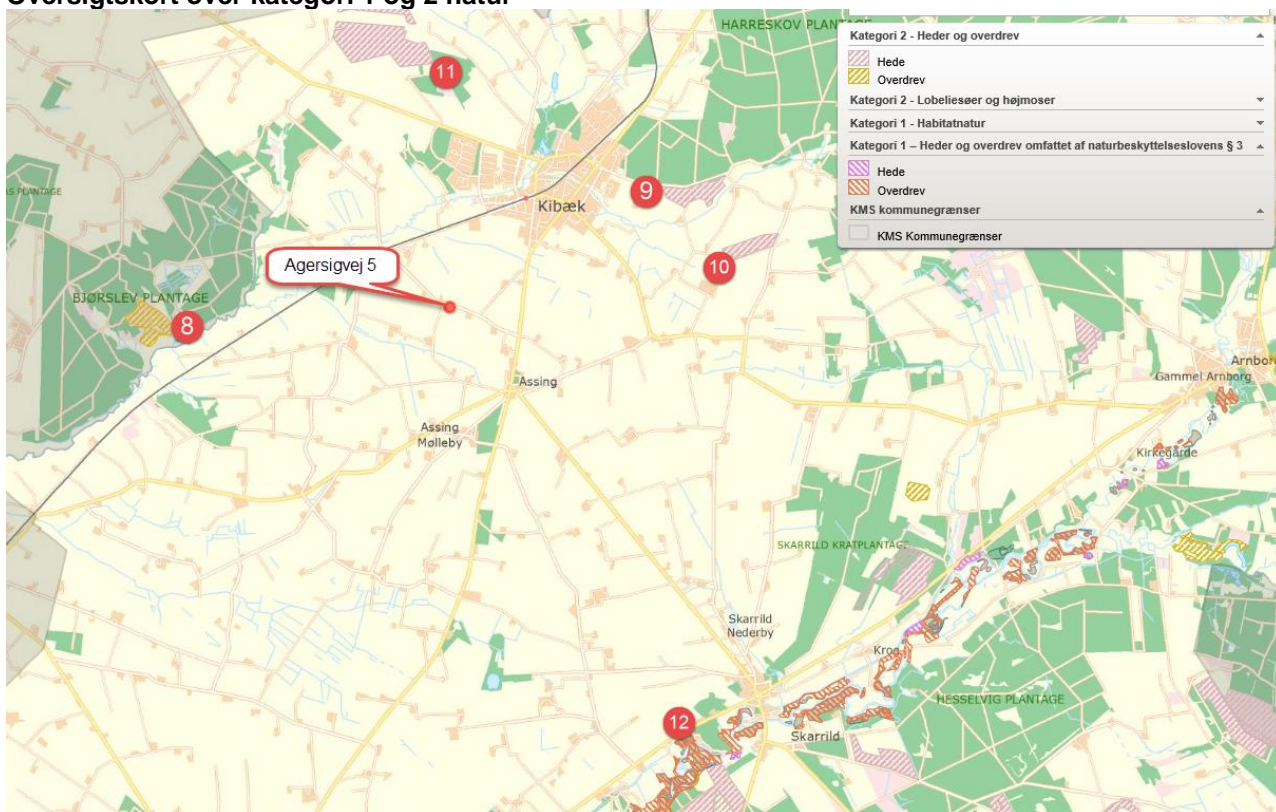 Oversigtskort over kategori 1 og 2 natur
HARRESKOV PLANTAGE
Kategori 2 - Heder og overdrev
Hede
Overdrev
Kategori 2 - Lobeliesøer og højmoser
Kategori 1 - Habitatnatur
Kategori 1 – Heder og overdrev omfattet af naturbeskyttelseslovens § 3
Hede
Overdrev
KMS kommunegrænser
KMS Kommunegrænser
11
PLANTAGE
9
Kibæk
Agersigvej 5
10
BJØRSLEV PLANTAGE
8
Arnborg
Gammel Arnborg
Assing
Assing
Mølleby
Kirkegårde
SKARRILD KRATPLANTAGE
Skarrild
Nederby
Krog
HESSELVIG PLANTAGE
12
Skarrild